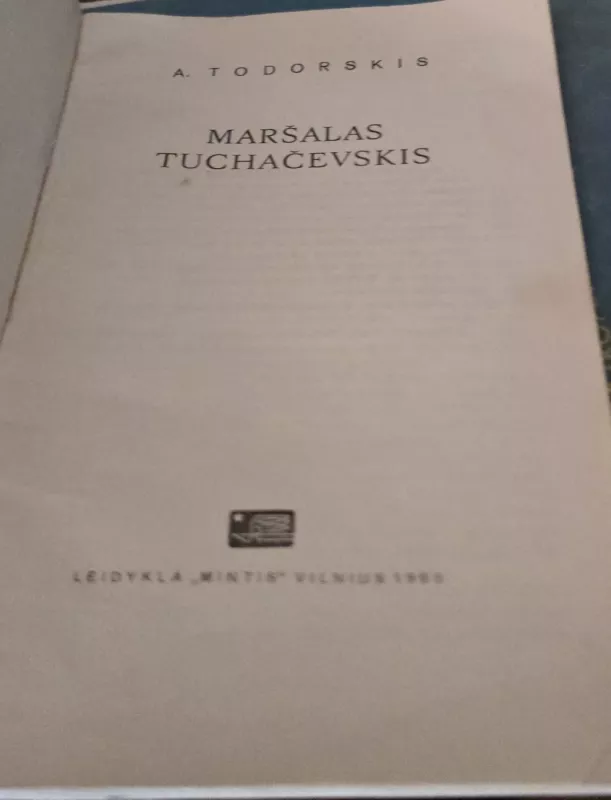 A. TODORSKIS
MARŠALAS
TUCHAČEVSKIS
LEIDYKLA „MINTIS“ VILNIUS